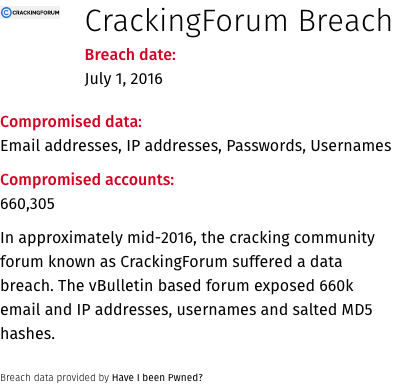 CRACKINGFORUM
CrackingForum Breach
Breach date:
July 1, 2016
Compromised data:
Email addresses, IP addresses, Passwords, Usernames
Compromised accounts:
660,305
In approximately mid-2016, the cracking community
forum known as CrackingForum suffered a data
breach. The vBulletin based forum exposed 660k
email and IP addresses, usernames and salted MD5
hashes.
Breach data provided by Have I been Pwned?